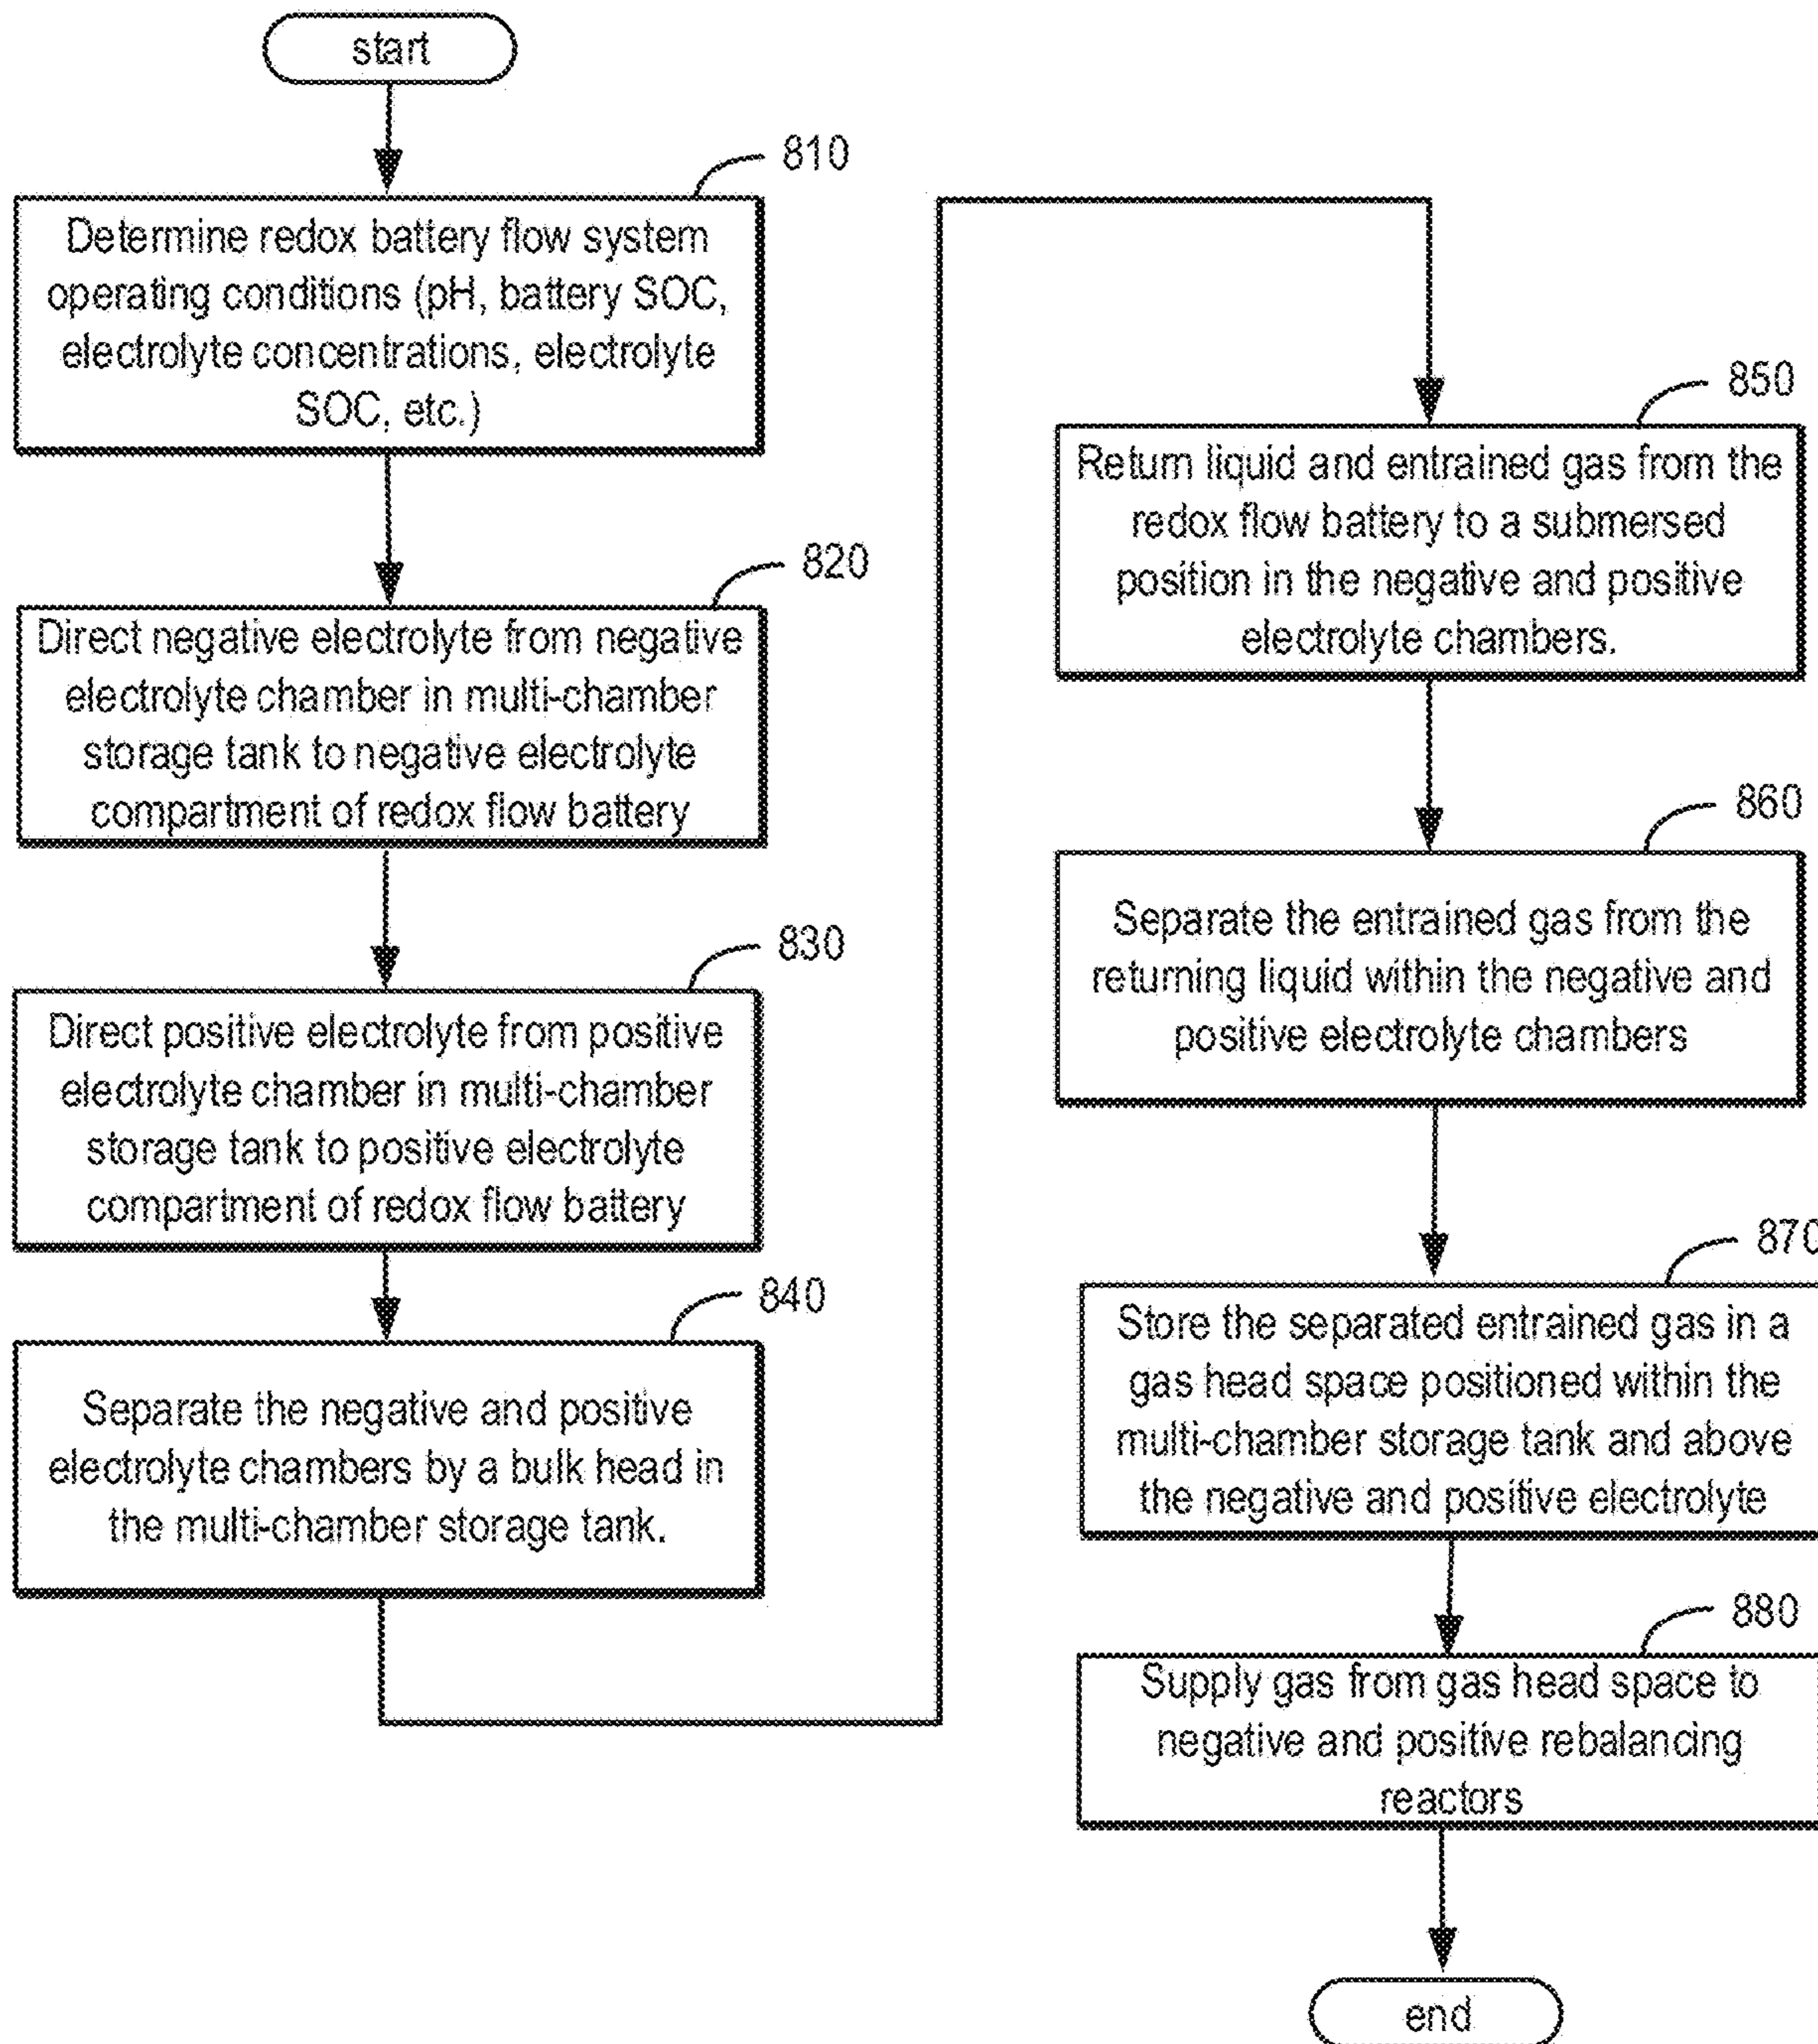 start
810
Determine redox battery flow system
operating conditions (pH, battery SOC,
electrolyte concentrations, electrolyte
SOC, etc.)
820
Direct negative electrolyte from negative
electrolyte chamber in multi-chamber
storage tank to negative electrolyte
compartment of redox flow battery
830
Direct positive electrolyte from positive
electrolyte chamber in multi-chamber
storage tank to positive electrolyte
compartment of redox flow battery
840
Separate the negative and positive
electrolyte chambers by a bulk head in
the multi-chamber storage tank.
850
Return liquid and entrained gas from the
redox flow battery to a submersed
position in the negative and positive
electrolyte chambers.
860
Separate the entrained gas from the
returning liquid within the negative and
positive electrolyte chambers
870
Store the separated entrained gas in a
gas head space positioned within the
multi-chamber storage tank and above
the negative and positive electrolyte
880
Supply gas from gas head space to
negative and positive rebalancing
reactors
end